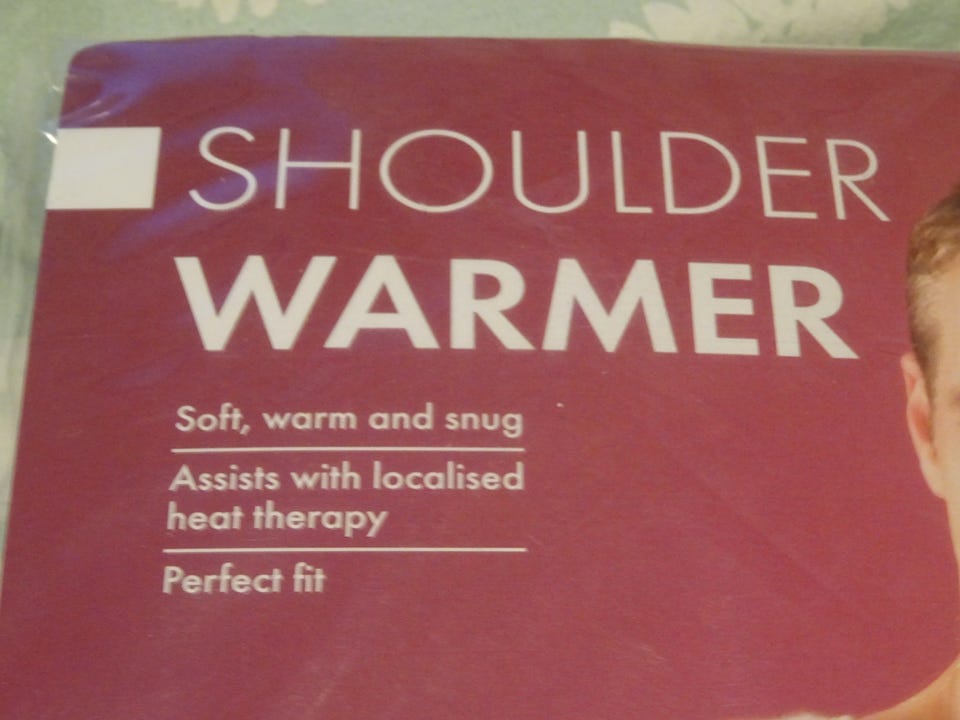 SHOULDER
WARMER
Soft, warm and snug
Assists with localised
heat therapy
Perfect fit